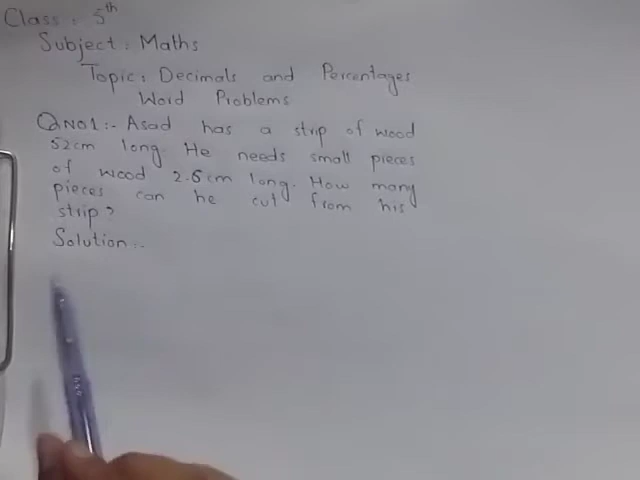 Class: 5th
Subject: Maths
Topic: Decimals and Percentages
Word Problems
QNO1:- Asad has a strip of wood
52cm long. He needs small pieces
of wood 2.6cm long. How many
pieces can he cut from his
strip?
Solution:-